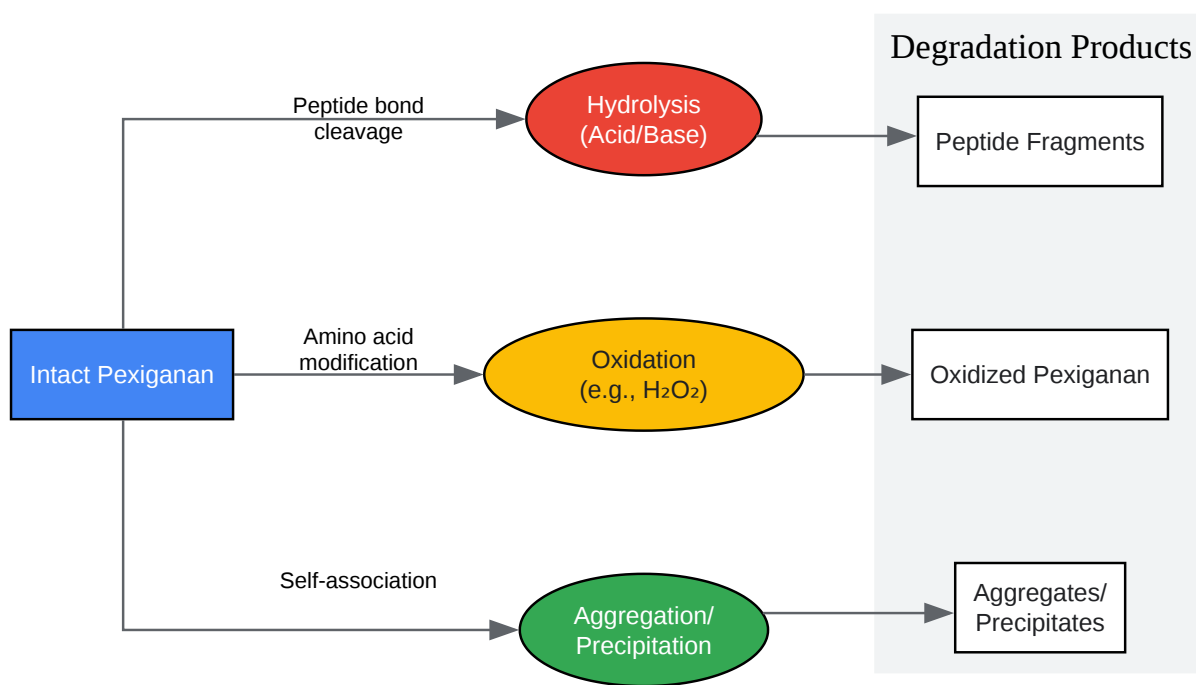 Degradation Products
Peptide bond
cleavage
Hydrolysis
(Acid/Base)
Peptide Fragments
Intact Pexiganan
Amino acid
modification
Oxidation
(e.g., H₂O₂)
Oxidized Pexiganan
Self-association
Aggregation/
Precipitation
Aggregates/
Precipitates